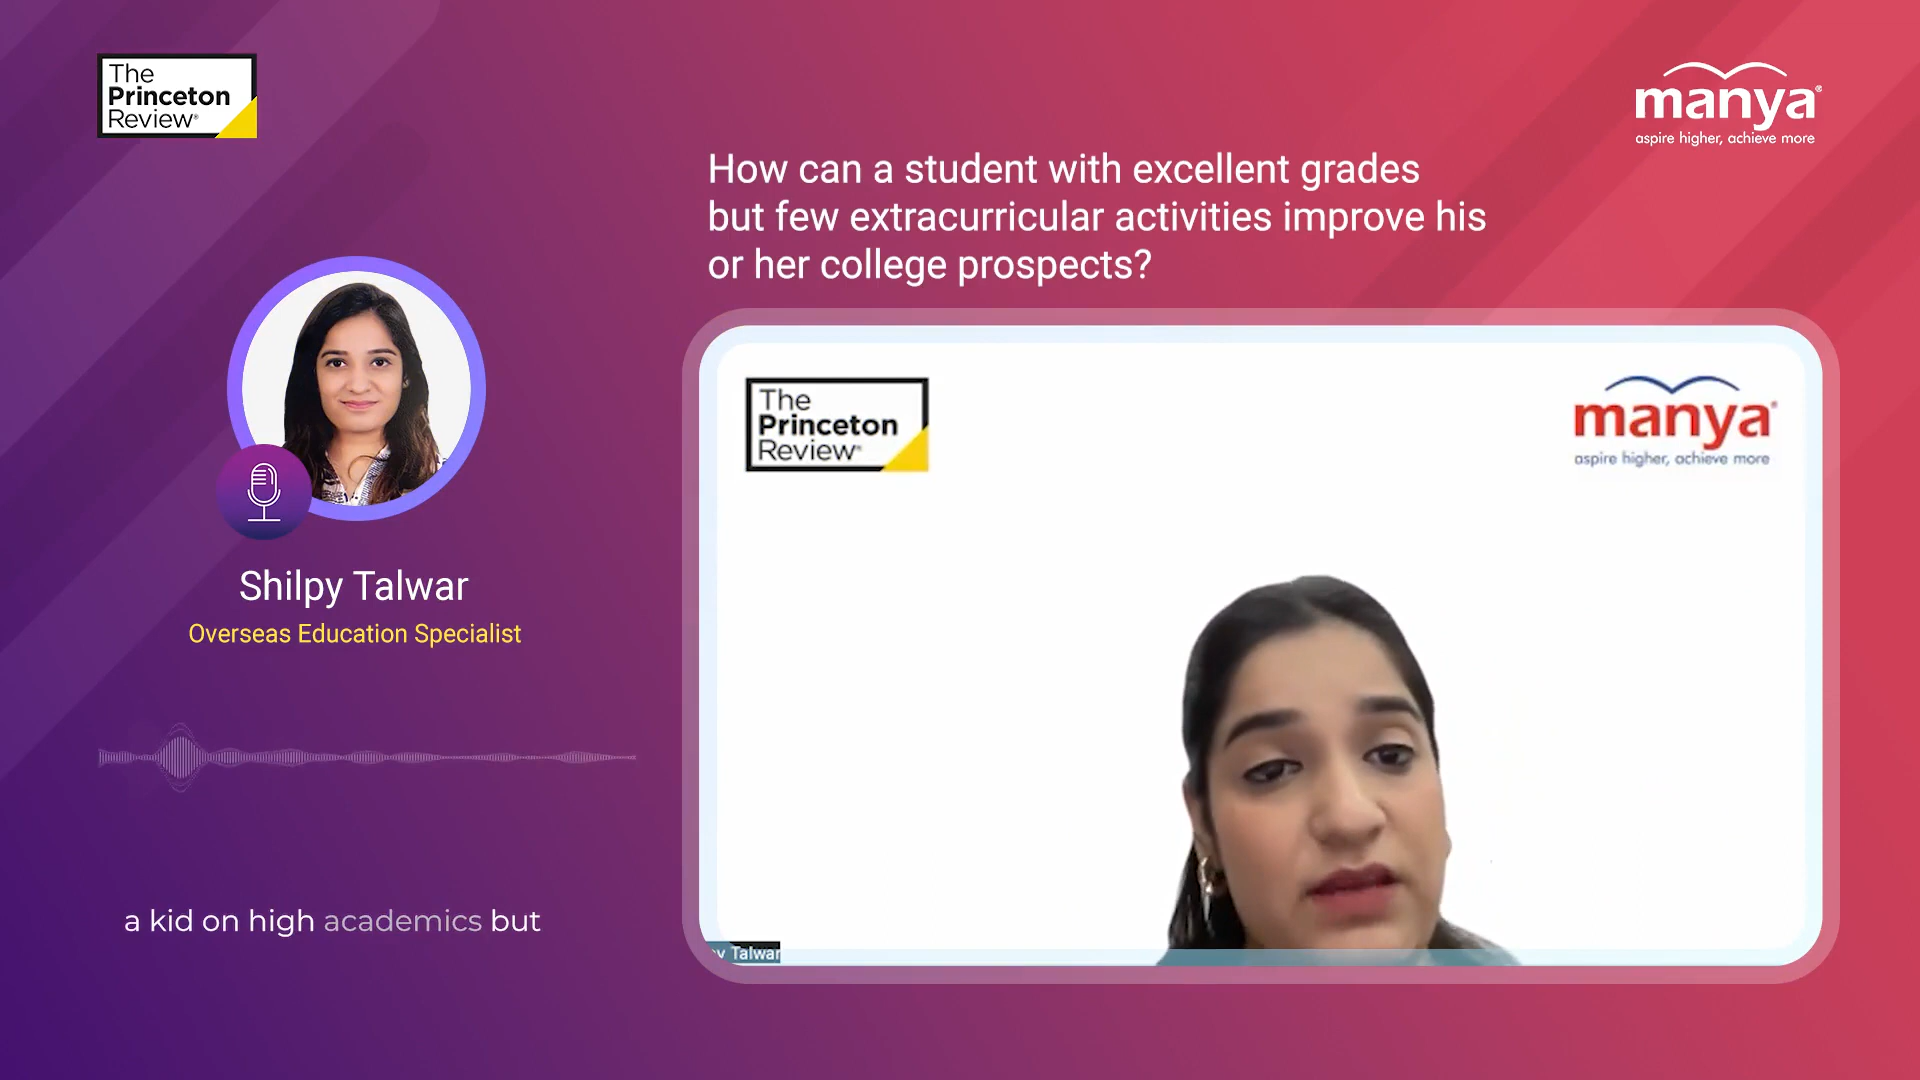 The
Princeton
Review®
manya®
aspire higher, achieve more
How can a student with excellent grades
but few extracurricular activities improve his
or her college prospects?
Shilpy Talwar
Overseas Education Specialist
a kid on high academics but
The
Princeton
Review®
manya®
aspire higher, achieve more
y Talwar